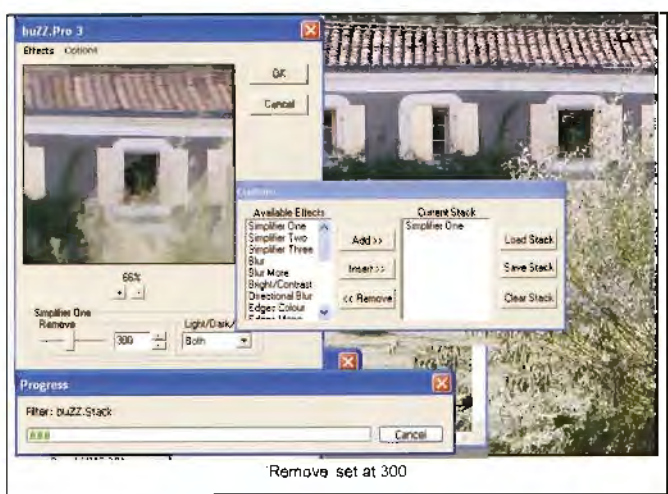 buZZ.Pro 3
Effects Options
OK
Cancel
66%
+ -
Simplifier One
Remove
300
Light/Dark/
Both
Available Effects
Simplifier One
Simplifier Two
Simplifier Three
Blur
Blur More
Bright/Contrast
Directional Blur
Edges Colour
Add >>
Insert >>
<< Remove
Current Stack
Simplifier One
Load Stack
Save Stack
Clear Stack
Progress
Filter: buZZ.Stack
Cancel
'Remove' set at 300